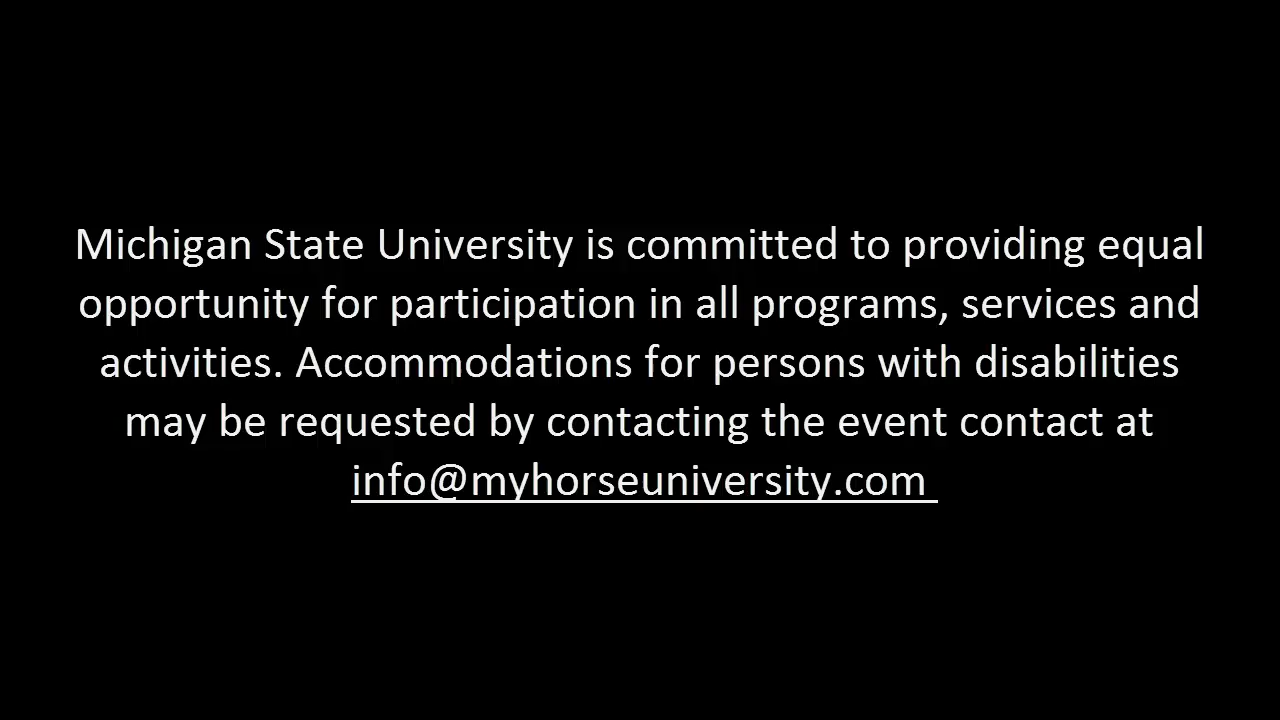 Michigan State University is committed to providing equal
opportunity for participation in all programs, services and
activities. Accommodations for persons with disabilities
may be requested by contacting the event contact at
info@myhorseuniversity.com